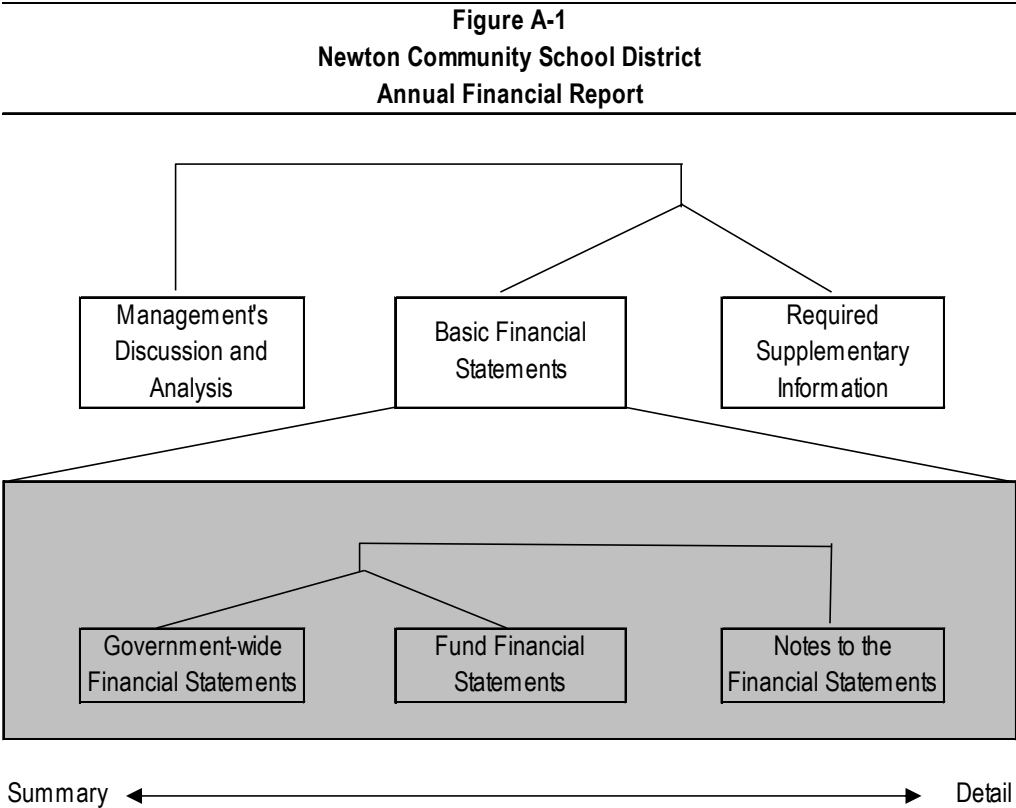 Figure A-1
Newton Community School District
Annual Financial Report
Management's
Discussion and
Analysis
Basic Financial
Statements
Required
Supplementary
Information
Government-wide
Financial Statements
Fund Financial
Statements
Notes to the
Financial Statements
Summary
Detail